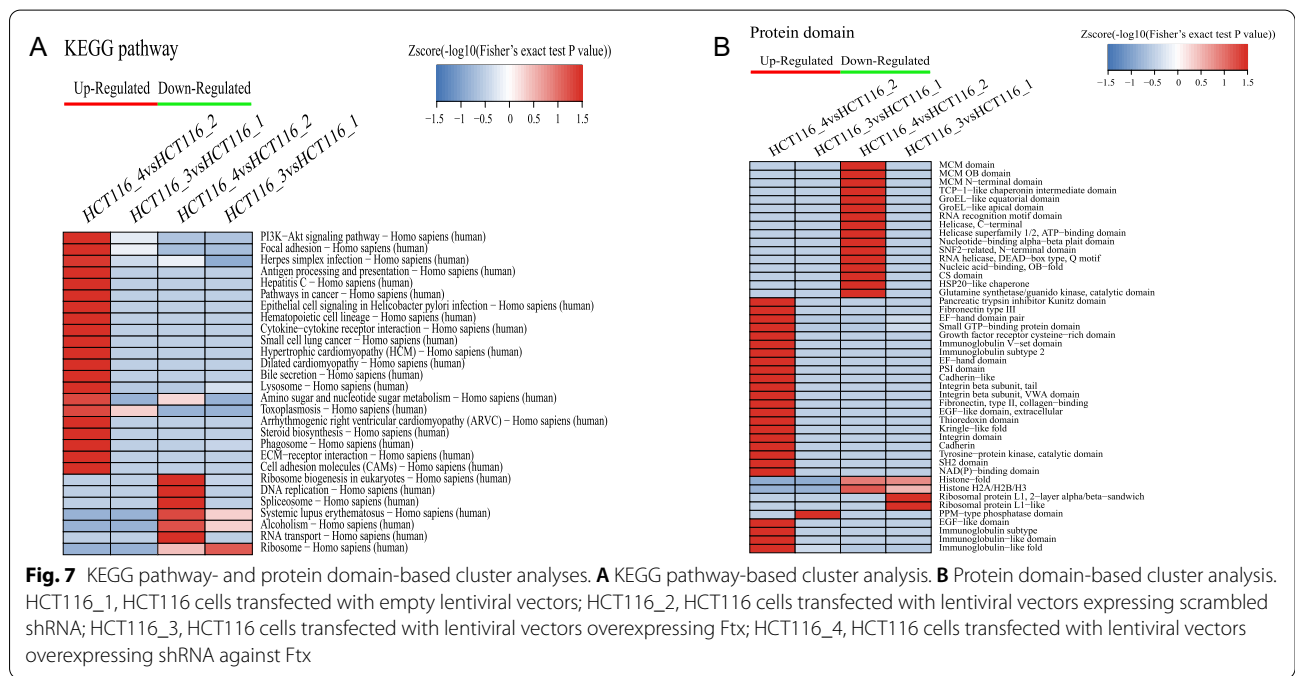 A
KEGG pathway
Up-Regulated Down-Regulated
Zscore(-log10(Fisher's exact test P value))
−1.5 −1 −0.5 0 0.5 1 1.5
HCT116_4vsHCT116_2
HCT116_3vsHCT116_1
HCT116_4vsHCT116_2
HCT116_3vsHCT116_1
PI3K−Akt signaling pathway − Homo sapiens (human)
Focal adhesion − Homo sapiens (human)
Herpes simplex infection − Homo sapiens (human)
Antigen processing and presentation − Homo sapiens (human)
Hepatitis C − Homo sapiens (human)
Pathways in cancer − Homo sapiens (human)
Epithelial cell signaling in Helicobacter pylori infection − Homo sapiens (human)
Hematopoietic cell lineage − Homo sapiens (human)
Cytokine−cytokine receptor interaction − Homo sapiens (human)
Small cell lung cancer − Homo sapiens (human)
Hypertrophic cardiomyopathy (HCM) − Homo sapiens (human)
Dilated cardiomyopathy − Homo sapiens (human)
Bile secretion − Homo sapiens (human)
Lysosome − Homo sapiens (human)
Amino sugar and nucleotide sugar metabolism − Homo sapiens (human)
Toxoplasmosis − Homo sapiens (human)
Arrhythmogenic right ventricular cardiomyopathy (ARVC) − Homo sapiens (human)
Steroid biosynthesis − Homo sapiens (human)
Phagosome − Homo sapiens (human)
ECM−receptor interaction − Homo sapiens (human)
Cell adhesion molecules (CAMs) − Homo sapiens (human)
Ribosome biogenesis in eukaryotes − Homo sapiens (human)
DNA replication − Homo sapiens (human)
Spliceosome − Homo sapiens (human)
Systemic lupus erythematosus − Homo sapiens (human)
Alcoholism − Homo sapiens (human)
RNA transport − Homo sapiens (human)
Ribosome − Homo sapiens (human)
B
Protein domain
Up-Regulated Down-Regulated
Zscore(-log10(Fisher's exact test P value))
−1.5 −1 −0.5 0 0.5 1 1.5
HCT116_4vsHCT116_2
HCT116_3vsHCT116_1
HCT116_4vsHCT116_2
HCT116_3vsHCT116_1
MCM domain
MCM OB domain
MCM N−terminal domain
TCP−1−like chaperonin intermediate domain
GroEL−like equatorial domain
GroEL−like apical domain
RNA recognition motif domain
Helicase, C−terminal
Helicase superfamily 1/2, ATP−binding domain
Nucleotide−binding alpha−beta plait domain
SNF2−related, N−terminal domain
RNA helicase, DEAD−box type, Q motif
Nucleic acid−binding, OB−fold
CS domain
HSP20−like chaperone
Glutamine synthetase/guanido kinase, catalytic domain
Pancreatic trypsin inhibitor Kunitz domain
Fibronectin type III
EF−hand domain pair
Small GTP−binding protein domain
Growth factor receptor cysteine−rich domain
Immunoglobulin V−set domain
Immunoglobulin subtype 2
EF−hand domain
PSI domain
Cadherin−like
Integrin beta subunit, tail
Integrin beta subunit, VWA domain
Fibronectin, type II, collagen−binding
EGF−like domain, extracellular
Thioredoxin domain
Kringle−like fold
Integrin domain
Cadherin
Tyrosine−protein kinase, catalytic domain
SH2 domain
NAD(P)−binding domain
Histone−fold
Histone H2A/H2B/H3
Ribosomal protein L1, 2−layer alpha/beta−sandwich
Ribosomal protein L1−like
PPM−type phosphatase domain
EGF−like domain
Immunoglobulin subtype
Immunoglobulin−like domain
Immunoglobulin−like fold
Fig. 7 KEGG pathway- and protein domain-based cluster analyses. A KEGG pathway-based cluster analysis. B Protein domain-based cluster analysis.
HCT116_1, HCT116 cells transfected with empty lentiviral vectors; HCT116_2, HCT116 cells transfected with lentiviral vectors expressing scrambled
shRNA; HCT116_3, HCT116 cells transfected with lentiviral vectors overexpressing Ftx; HCT116_4, HCT116 cells transfected with lentiviral vectors
overexpressing shRNA against Ftx